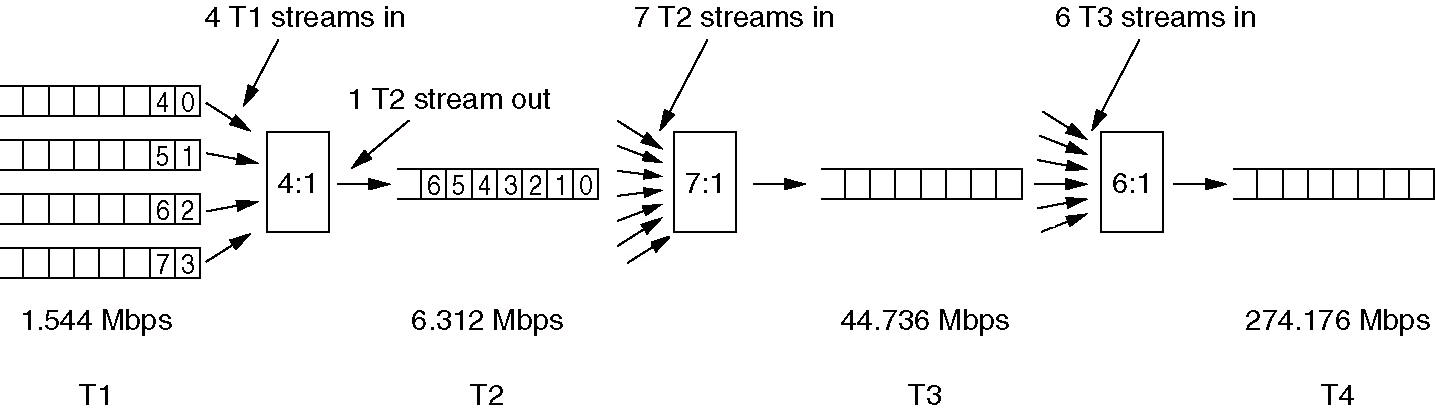 4 T1 streams in
7 T2 streams in
6 T3 streams in
1 T2 stream out
4 0
5 1
6 2
7 3
4:1
6 5 4 3 2 1 0
7:1
6:1
1.544 Mbps
6.312 Mbps
44.736 Mbps
274.176 Mbps
T1
T2
T3
T4